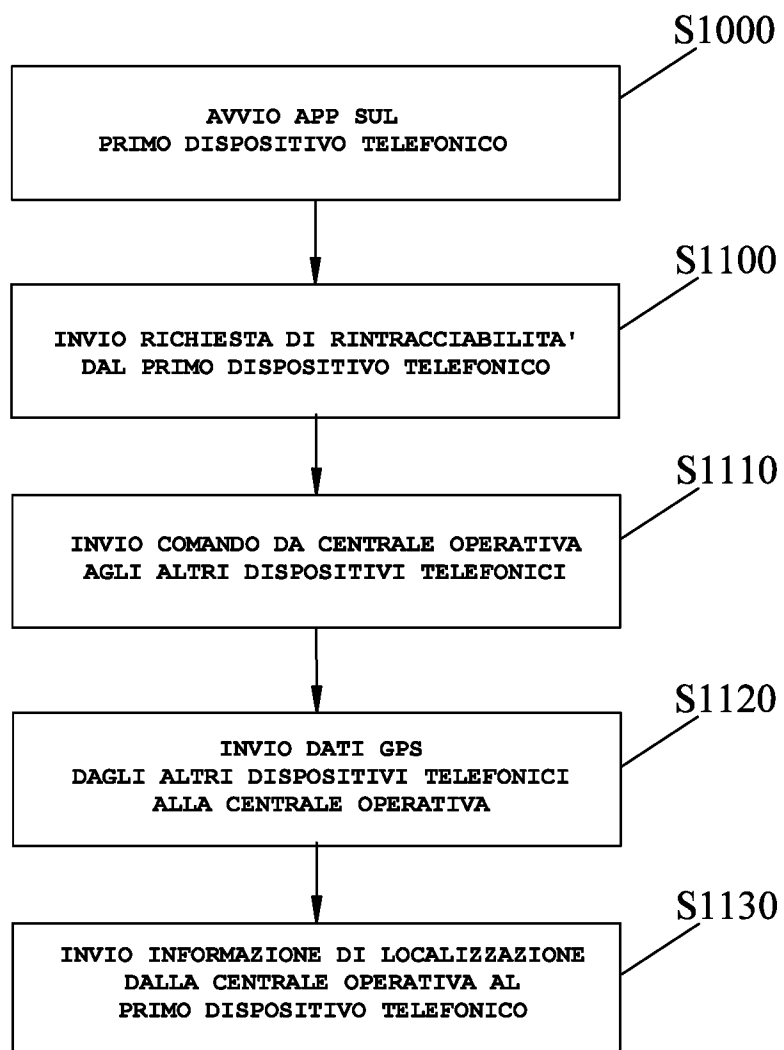 S1000
AVVIO APP SUL
PRIMO DISPOSITIVO TELEFONICO
S1100
INVIO RICHIESTA DI RINTRACCIABILITA'
DAL PRIMO DISPOSITIVO TELEFONICO
S1110
INVIO COMANDO DA CENTRALE OPERATIVA
AGLI ALTRI DISPOSITIVI TELEFONICI
S1120
INVIO DATI GPS
DAGLI ALTRI DISPOSITIVI TELEFONICI
ALLA CENTRALE OPERATIVA
S1130
INVIO INFORMAZIONE DI LOCALIZZAZIONE
DALLA CENTRALE OPERATIVA AL
PRIMO DISPOSITIVO TELEFONICO